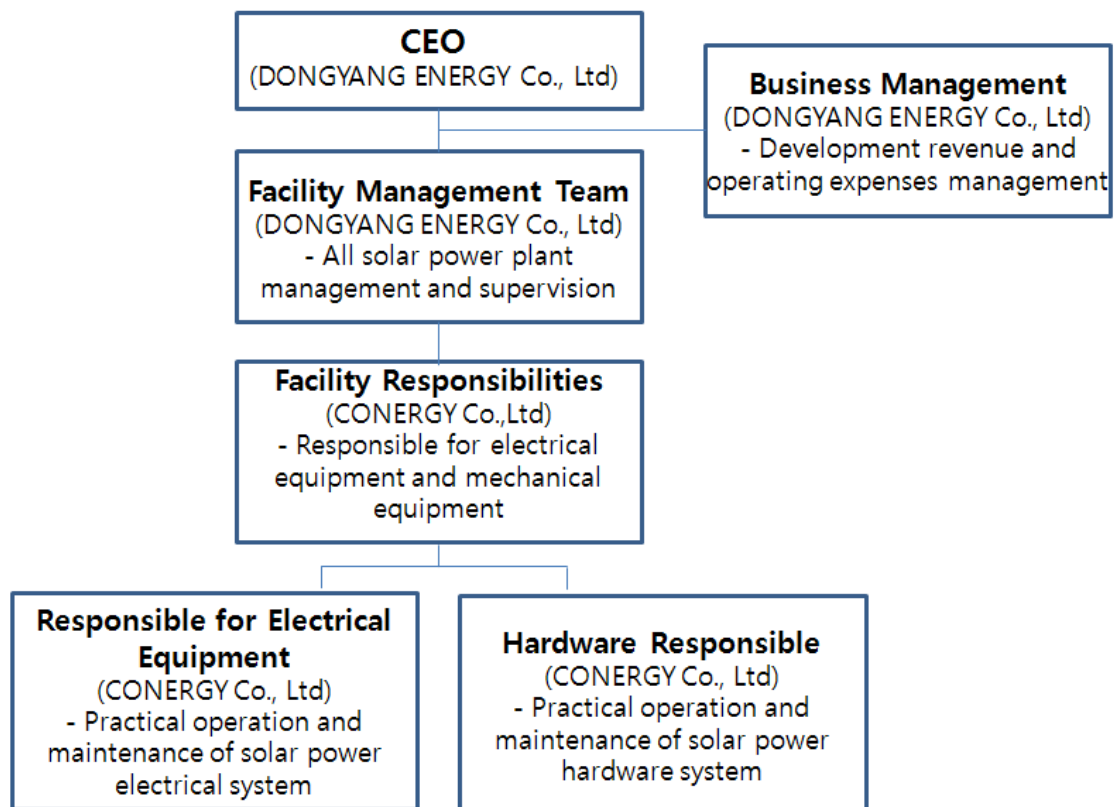 CEO
(DONGYANG ENERGY Co., Ltd)
Business Management
(DONGYANG ENERGY Co., Ltd)
- Development revenue and
operating expenses management
Facility Management Team
(DONGYANG ENERGY Co., Ltd)
- All solar power plant
management and supervision
Facility Responsibilities
(CONERGY Co.,Ltd)
- Responsible for electrical
equipment and mechanical
equipment
Responsible for Electrical
Equipment
(CONERGY Co., Ltd)
- Practical operation and
maintenance of solar power
electrical system
Hardware Responsible
(CONERGY Co., Ltd)
- Practical operation and
maintenance of solar power
hardware system